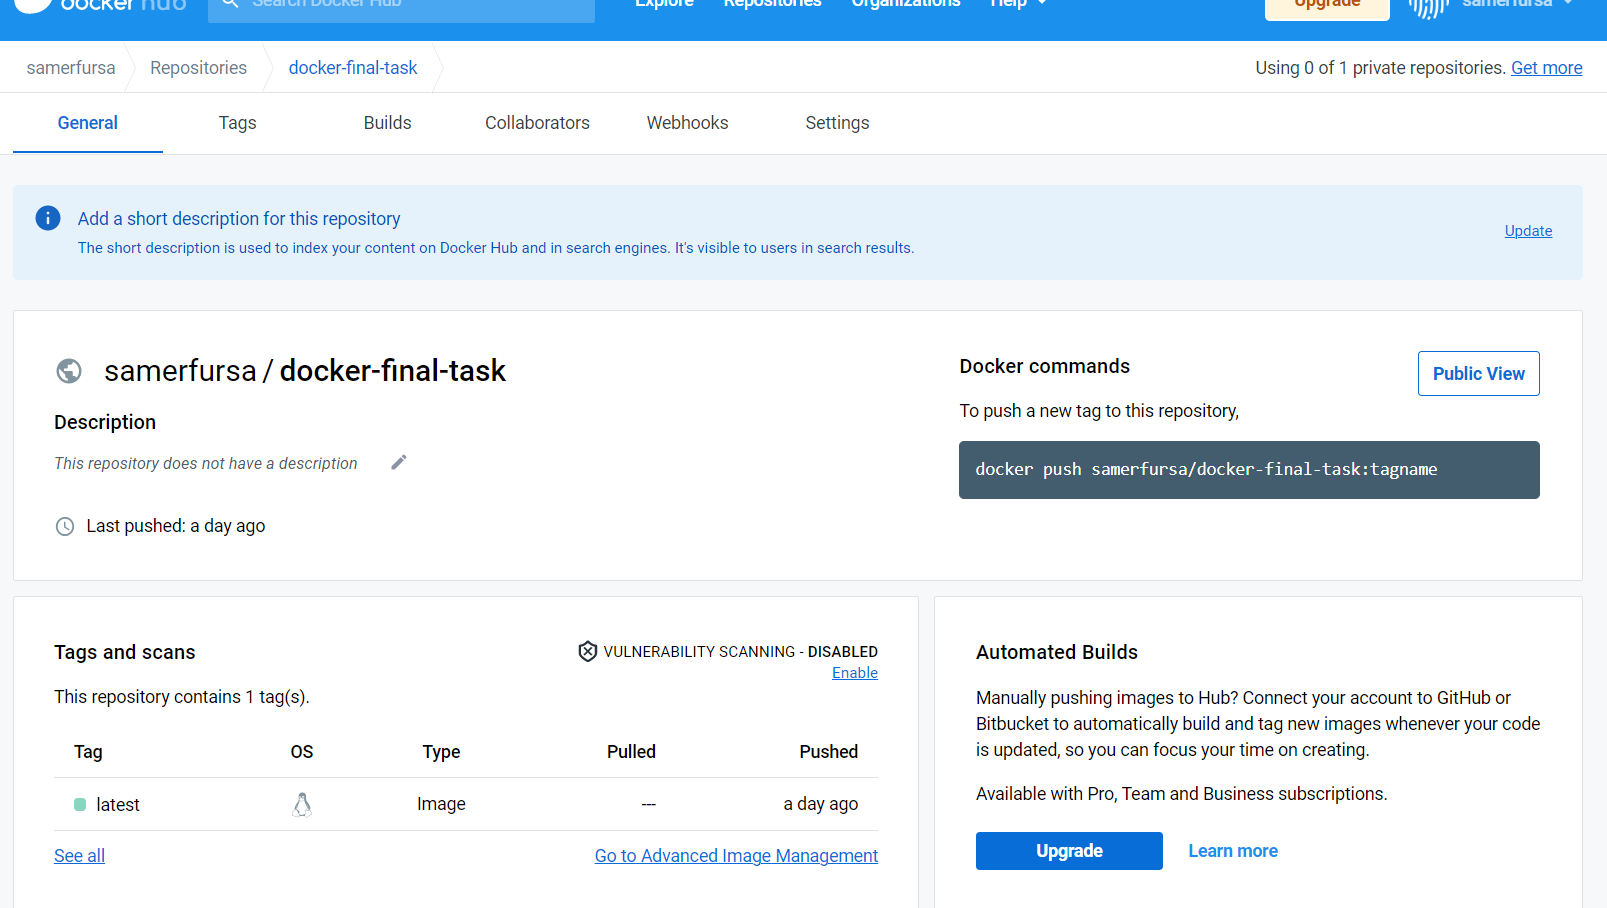 docker hub
Search Docker Hub
Explore
Repositories
Organizations
Help
Upgrade
samerfursa
samerfursa
Repositories
docker-final-task
Using 0 of 1 private repositories. Get more
General
Tags
Builds
Collaborators
Webhooks
Settings
Add a short description for this repository
The short description is used to index your content on Docker Hub and in search engines. It's visible to users in search results.
Update
samerfursa / docker-final-task
Description
This repository does not have a description
Last pushed: a day ago
Docker commands
Public View
To push a new tag to this repository,
docker push samerfursa/docker-final-task:tagname
Tags and scans
VULNERABILITY SCANNING - DISABLED
Enable
This repository contains 1 tag(s).
Tag OS Type Pulled Pushed
latest Image --- a day ago
See all
Go to Advanced Image Management
Automated Builds
Manually pushing images to Hub? Connect your account to GitHub or
Bitbucket to automatically build and tag new images whenever your code
is updated, so you can focus your time on creating.
Available with Pro, Team and Business subscriptions.
Upgrade
Learn more